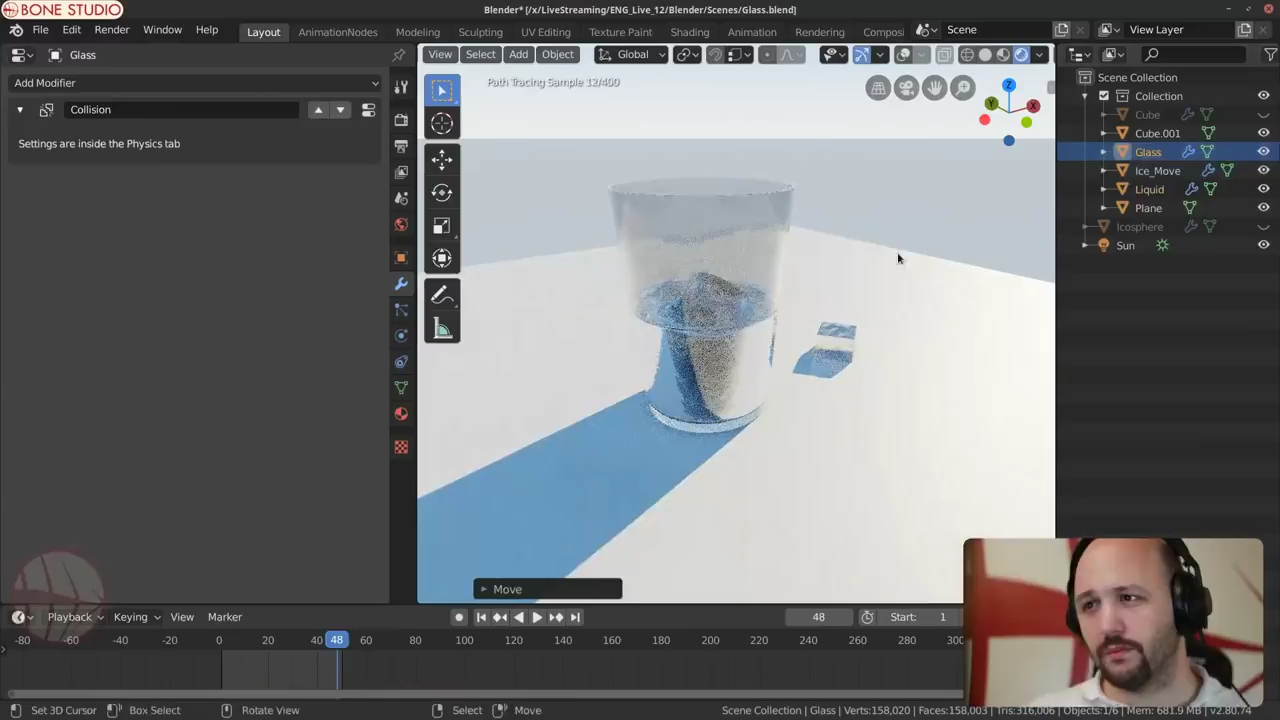 BONE STUDIO
Blender* [/x/LiveStreaming/ENG_Live_12/Blender/Scenes/Glass.blend]
File Edit Render Window Help Layout AnimationNodes Modeling Sculpting UV Editing Texture Paint Shading Animation Rendering Composi Scene View Layer
Glass
View Select Add Object Global
Add Modifier
Path Tracing Sample 12/400
Scene Collection
Collision
Collection
Settings are inside the Physics tab
Cube
Cube.001
Glass
Ice_Move
Liquid
Plane
Icosphere
Sun
Z
Y
X
Move
Playback Keying View Marker 48 Start: 1
-80 -60 -40 -20 0 20 40 48 60 80 100 120 140 160 180 200 220 240 260 280 300
Set 3D Cursor Box Select Rotate View Select Move Scene Collection | Glass | Verts:158,020 | Faces:158,003 | Tris:316,006 | Objects:1/6 | Mem: 681.9 MB | v2.80.74